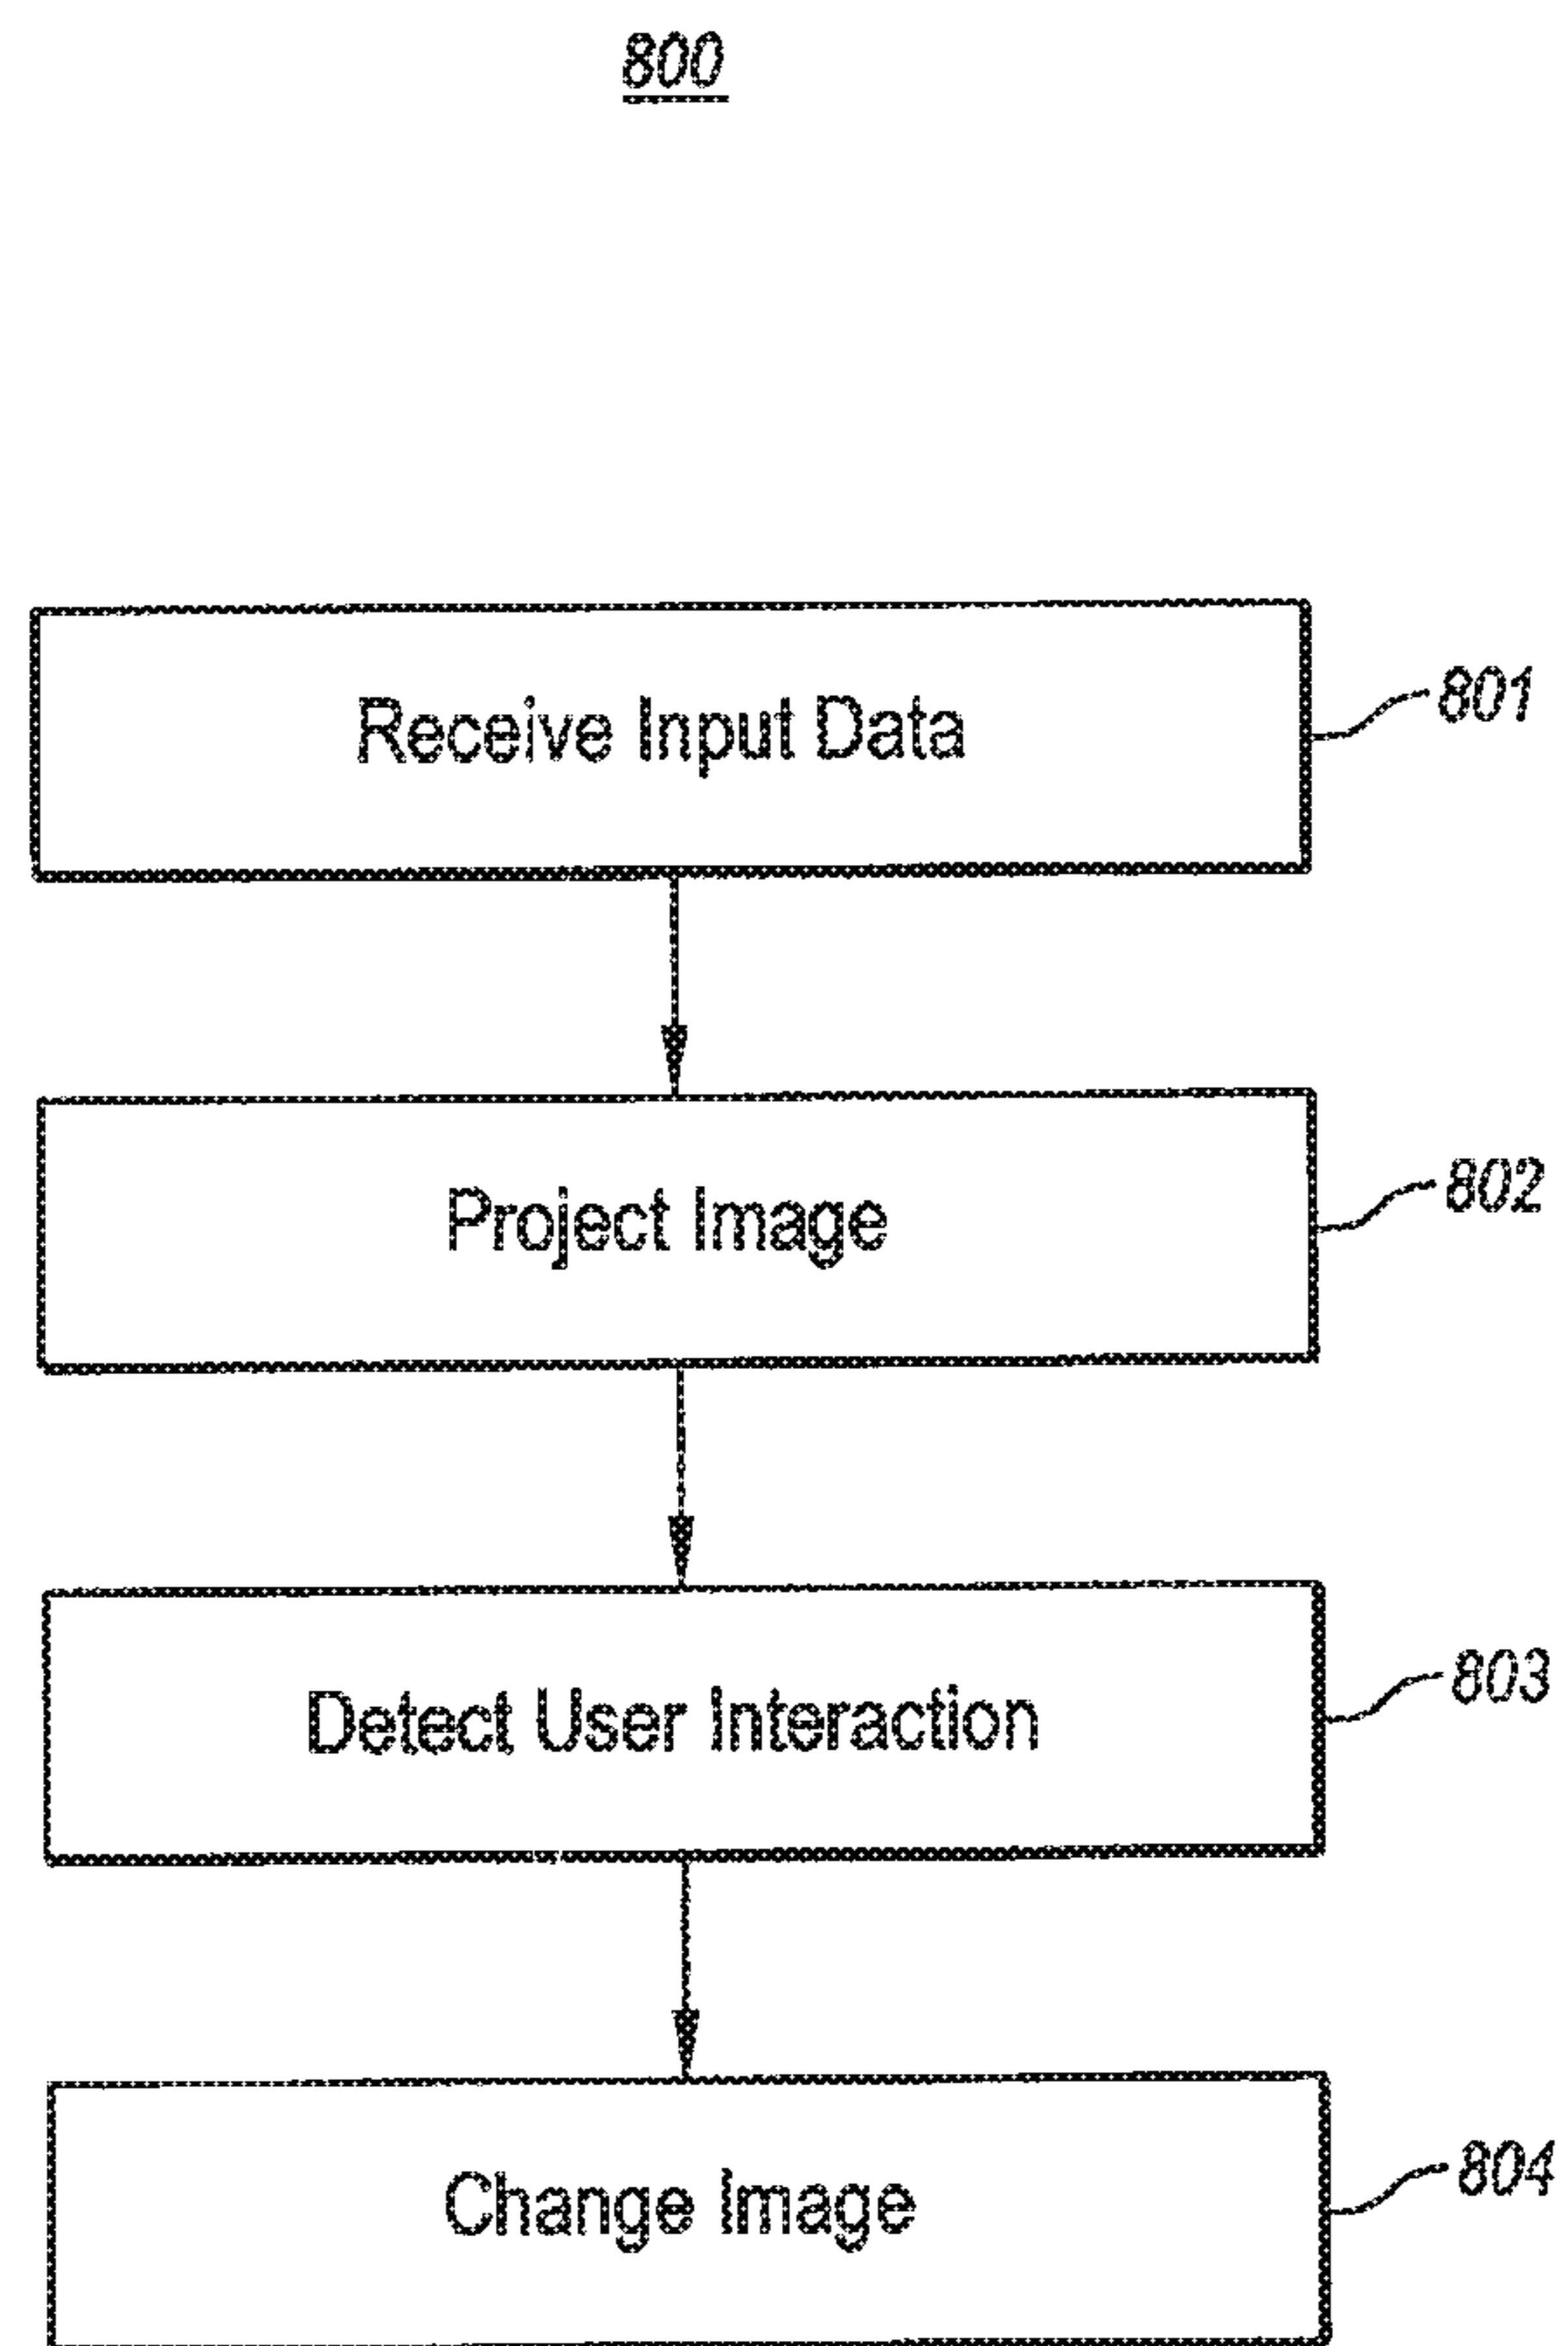 800
Receive Input Data
801
Project Image
802
Detect User Interaction
803
Change Image
804